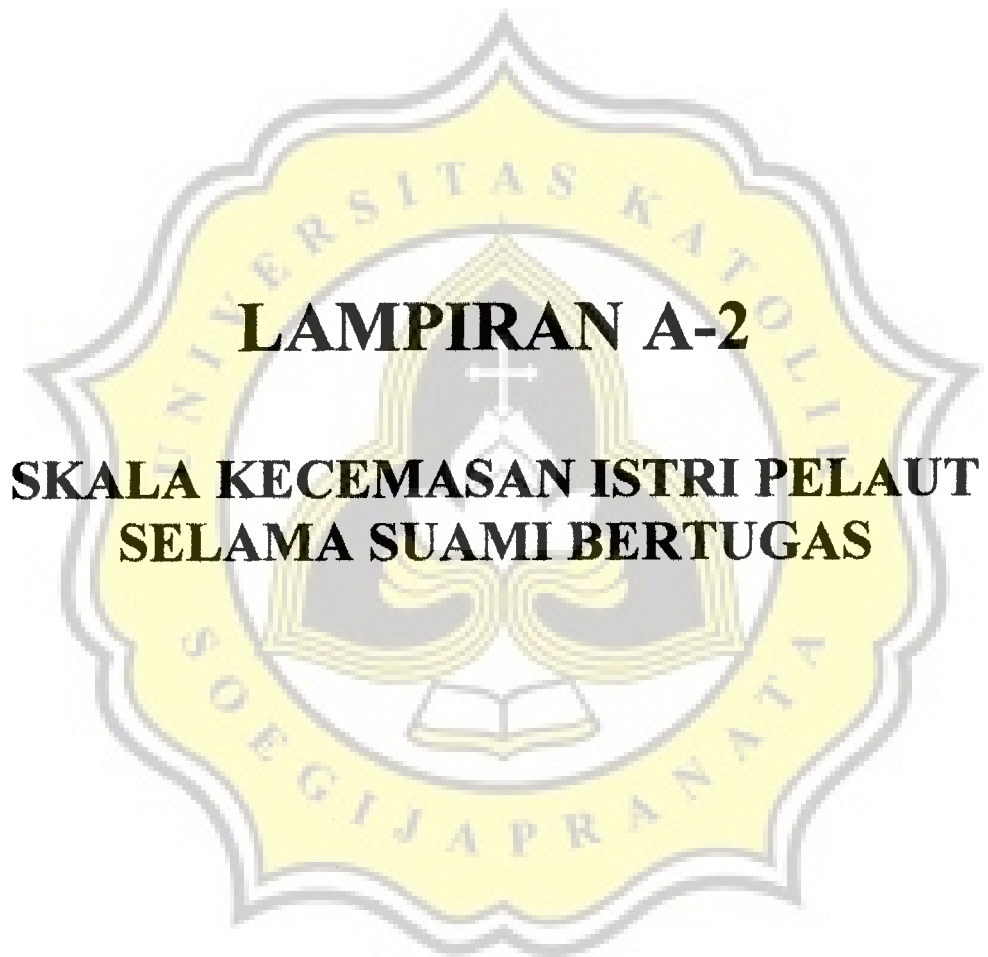 LAMPIRAN A-2
SKALA KECEMASAN ISTRI PELAUT
SELAMA SUAMI BERTUGAS
UNIVERSITAS KATOLIK
SOEGIJAPRANATA